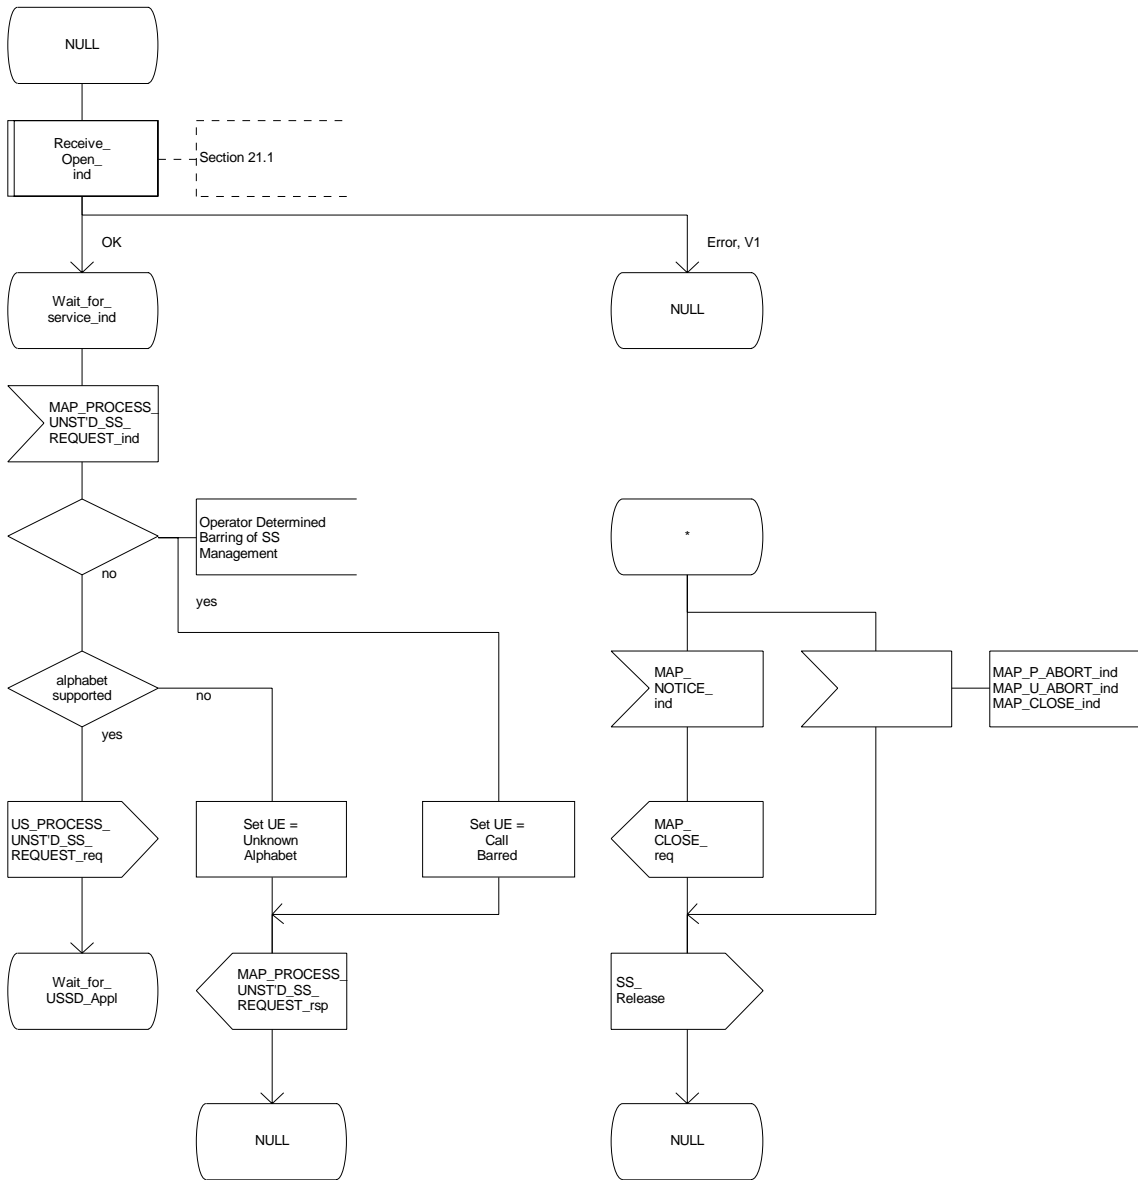 NULL
Receive_
Open_
ind
Section 21.1
OK
Error, V1
Wait_for_
service_ind
NULL
MAP_PROCESS_
UNST'D_SS_
REQUEST_ind
Operator Determined
Barring of SS
Management
no
yes
*
alphabet
supported
no
yes
MAP_
NOTICE_
ind
MAP_P_ABORT_ind
MAP_U_ABORT_ind
MAP_CLOSE_ind
US_PROCESS_
UNST'D_SS_
REQUEST_req
Set UE =
Unknown
Alphabet
Set UE =
Call
Barred
MAP_
CLOSE_
req
Wait_for_
USSD_Appl
MAP_PROCESS_
UNST'D_SS_
REQUEST_rsp
SS_
Release
NULL
NULL